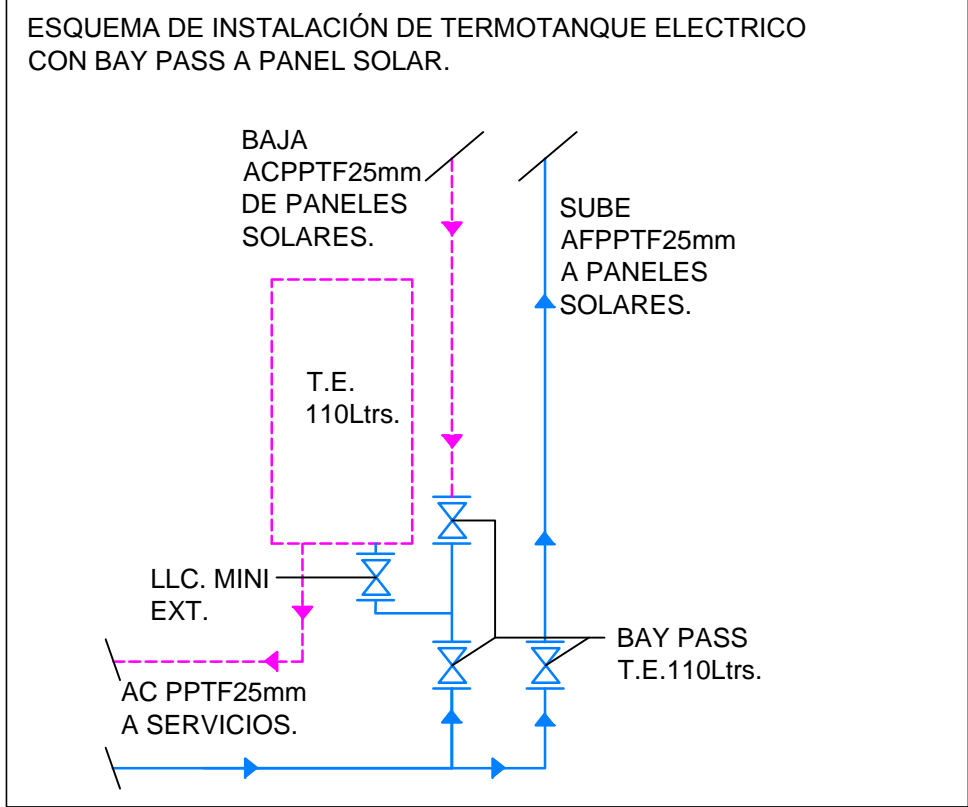 ESQUEMA DE INSTALACIÓN DE TERMOTANQUE ELECTRICO
CON BAY PASS A PANEL SOLAR.
BAJA
ACPPTF25mm
DE PANELES
SOLARES.
SUBE
AFPPTF25mm
A PANELES
SOLARES.
T.E.
110Ltrs.
LLC. MINI
EXT.
BAY PASS
T.E.110Ltrs.
AC PPTF25mm
A SERVICIOS.